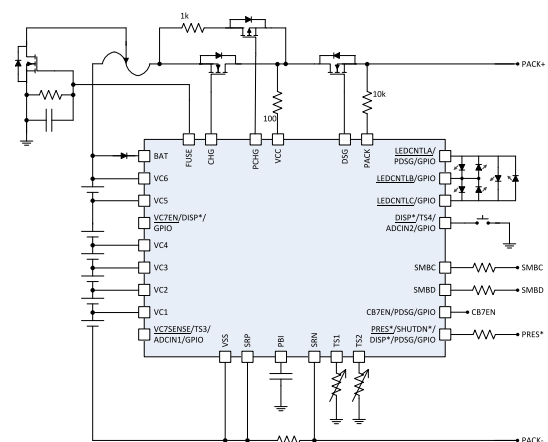 1k
PACK+
10k
100
FUSE
CHG
PCHG
VCC
DSG
PACK
BAT
VC6
VC5
VC7EN/DISP*/
GPIO
VC4
VC3
VC2
VC1
VC7SENSE/TS3/
ADCIN1/GPIO
LEDCNTLA/
PDSG/GPIO
LEDCNTLB/GPIO
LEDCNTLC/GPIO
DISP*/TS4/
ADCIN2/GPIO
SMBC
SMBC
SMBD
SMBD
CB7EN/PDSG/GPIO
CB7EN
PRES*/SHUTDN*/
DISP*/PDSG/GPIO
PRES*
VSS
SRP
PBI
SRN
TS1
TS2
PACK-